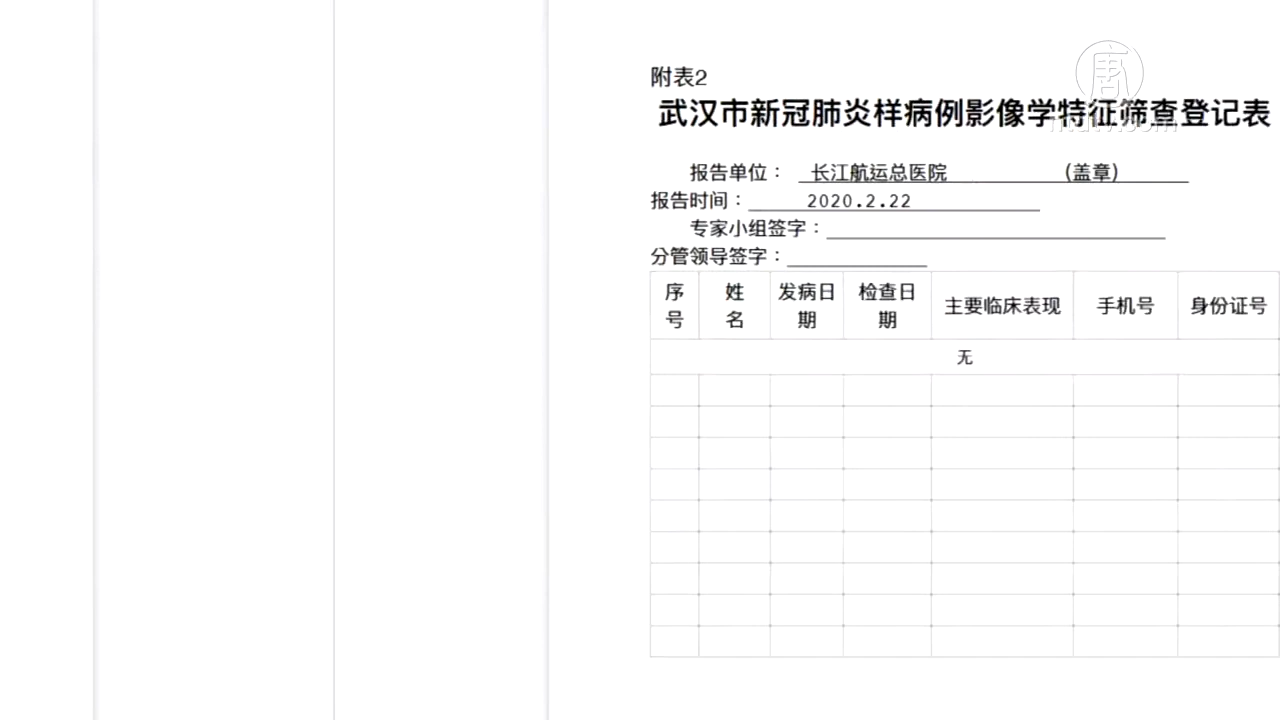 附表2
武汉市新冠肺炎样病例影像学特征筛查登记表
报告单位： 长江航运总医院 （盖章）
报告时间： 2020.2.22
专家小组签字：
分管领导签字：
序号 姓名 发病日期 检查日期 主要临床表现 手机号 身份证号
无
唐
ntdtv.com